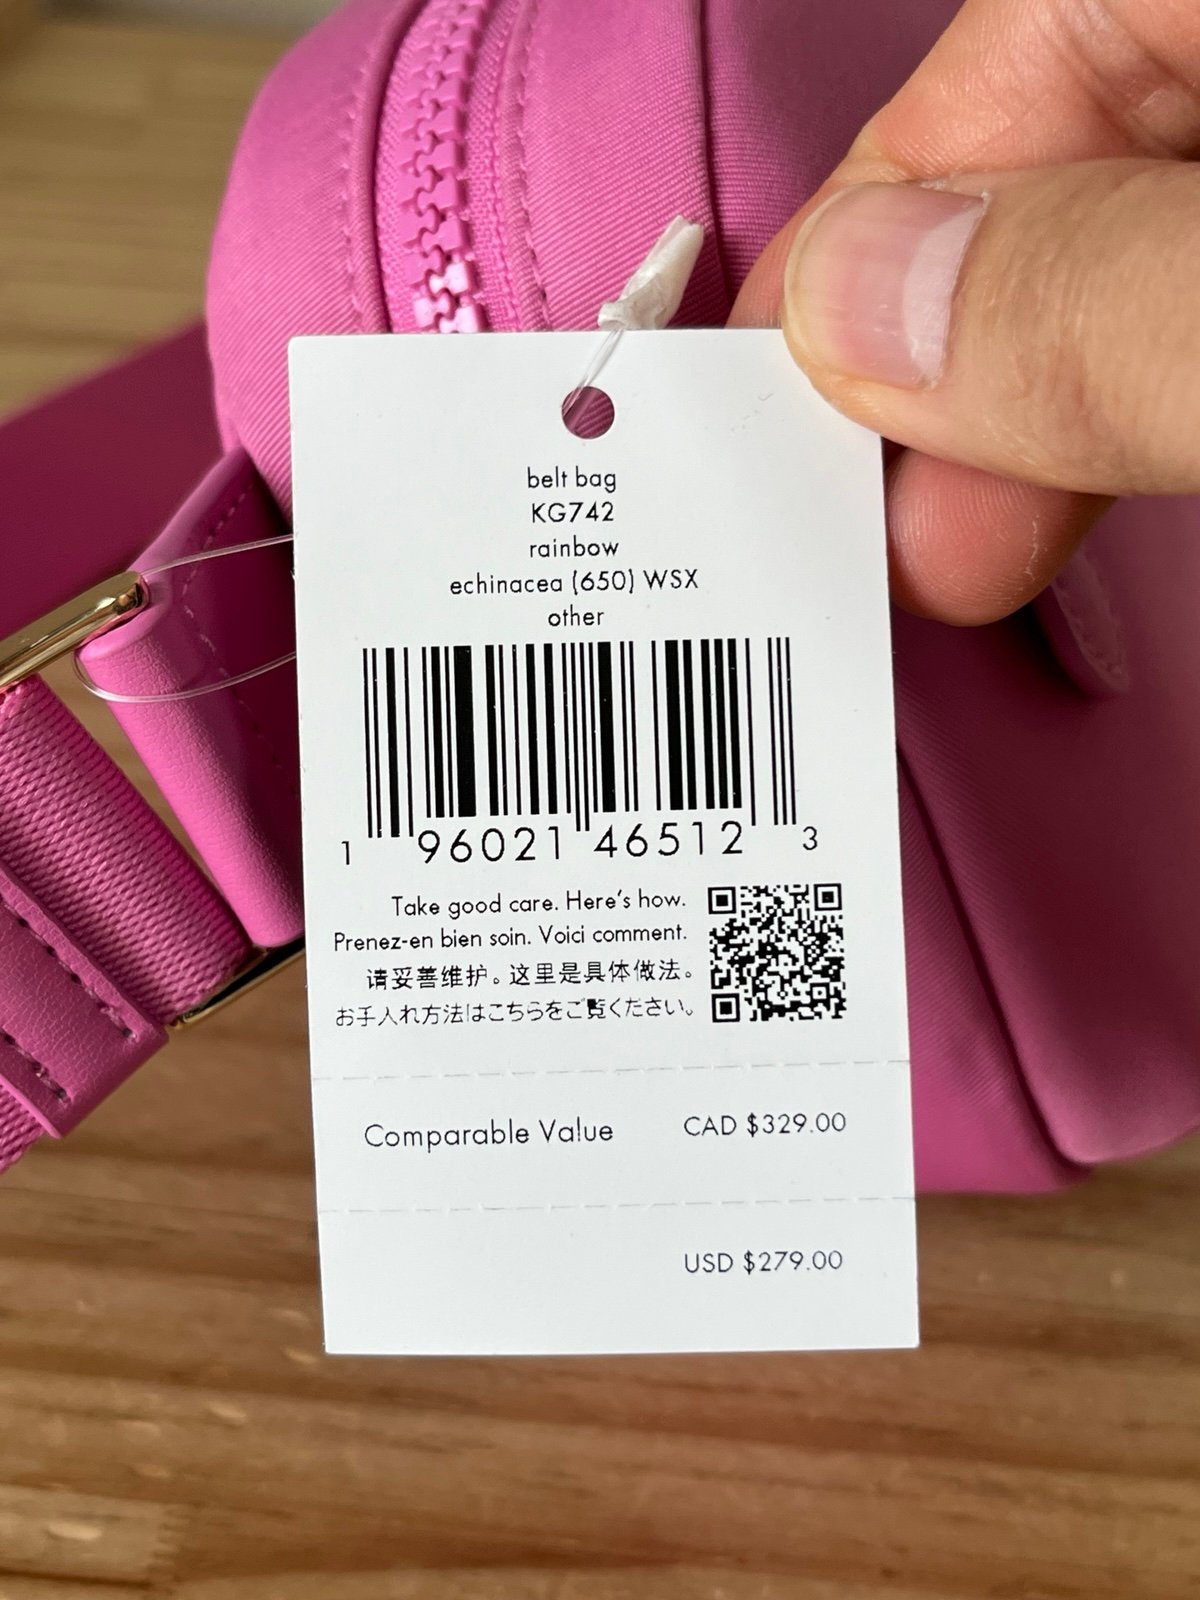 belt bag
KG742
rainbow
echinacea (650) WSX
other
1 96021 46512 3
Take good care. Here's how.
Prenez-en bien soin. Voici comment.
请妥善维护。这里是具体做法。
お手入れ方法はこちらをご覧ください。
Comparable Value CAD $329.00
USD $279.00